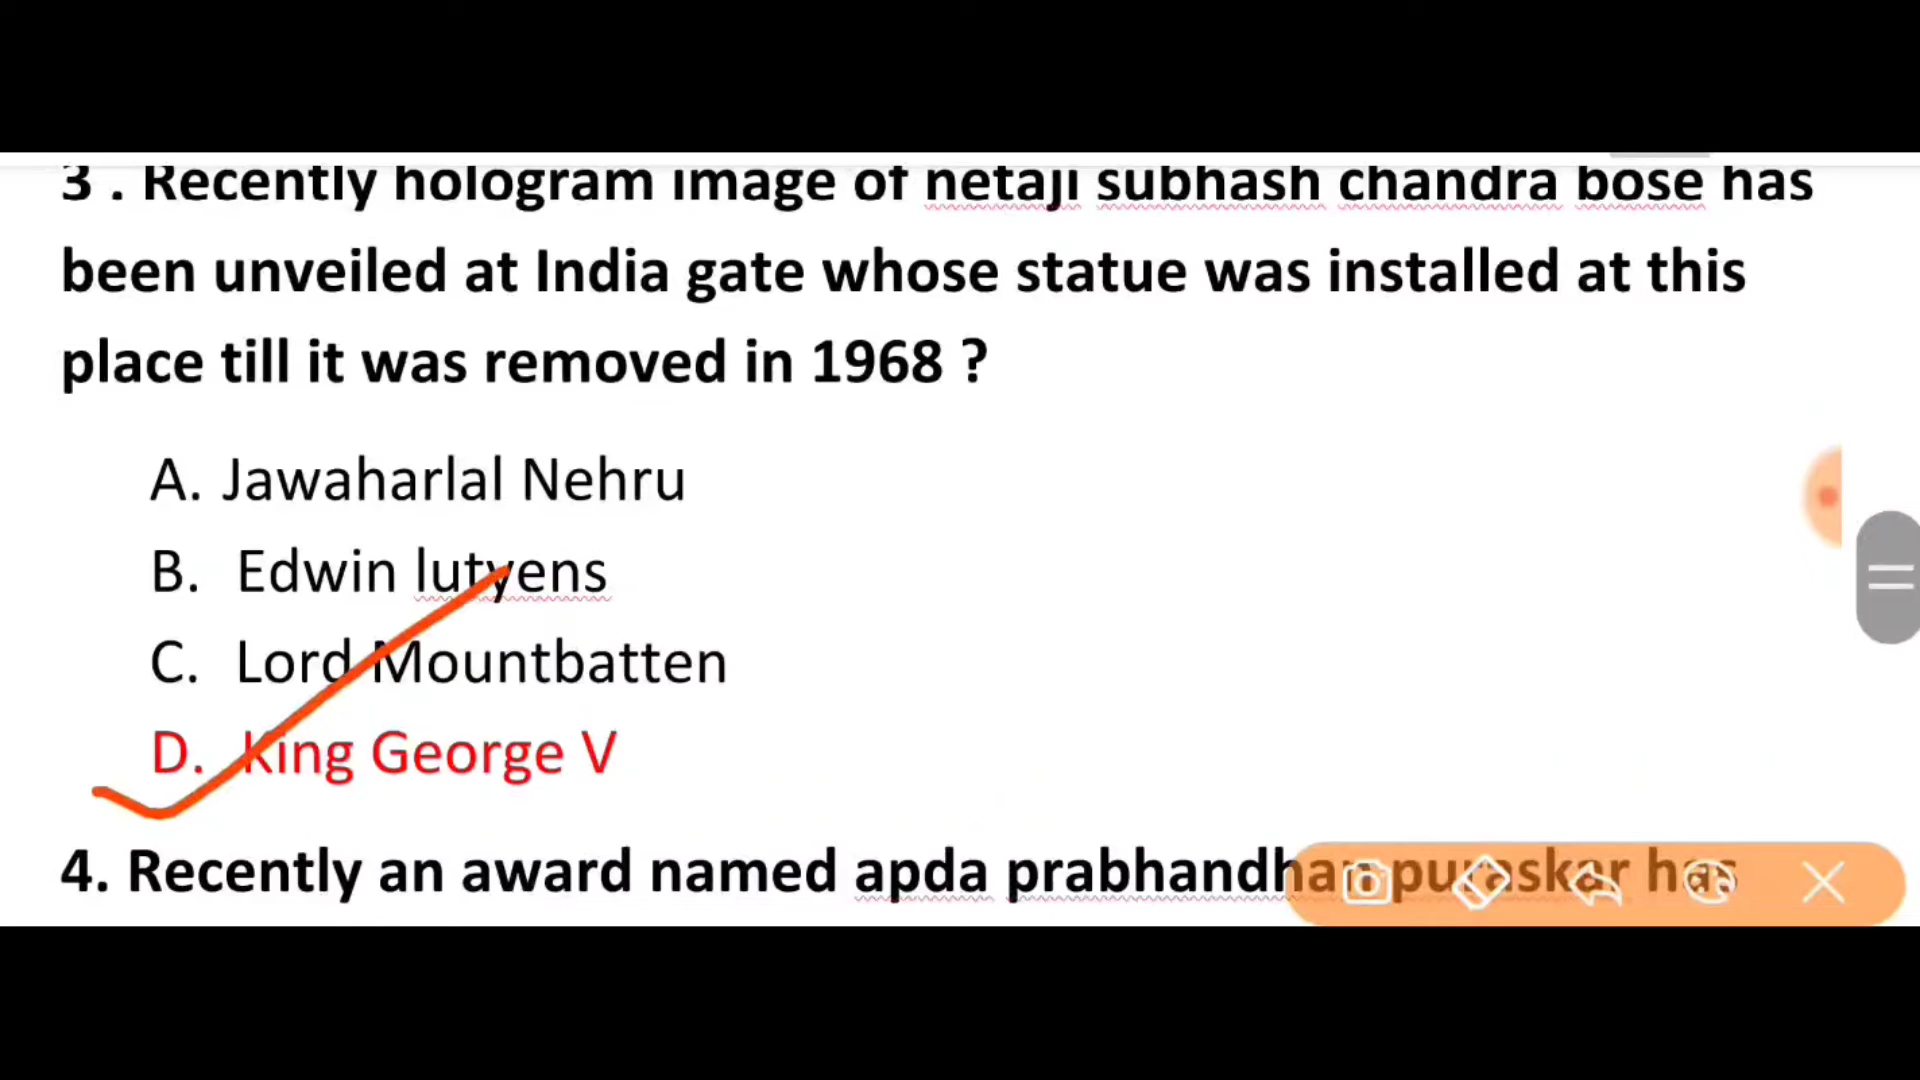 3 . Recently hologram image of netaji subhash chandra bose has
been unveiled at India gate whose statue was installed at this
place till it was removed in 1968 ?
A. Jawaharlal Nehru
B. Edwin lutyens
C. Lord Mountbatten
D. King George V
4. Recently an award named apda prabhandhan puraskar has